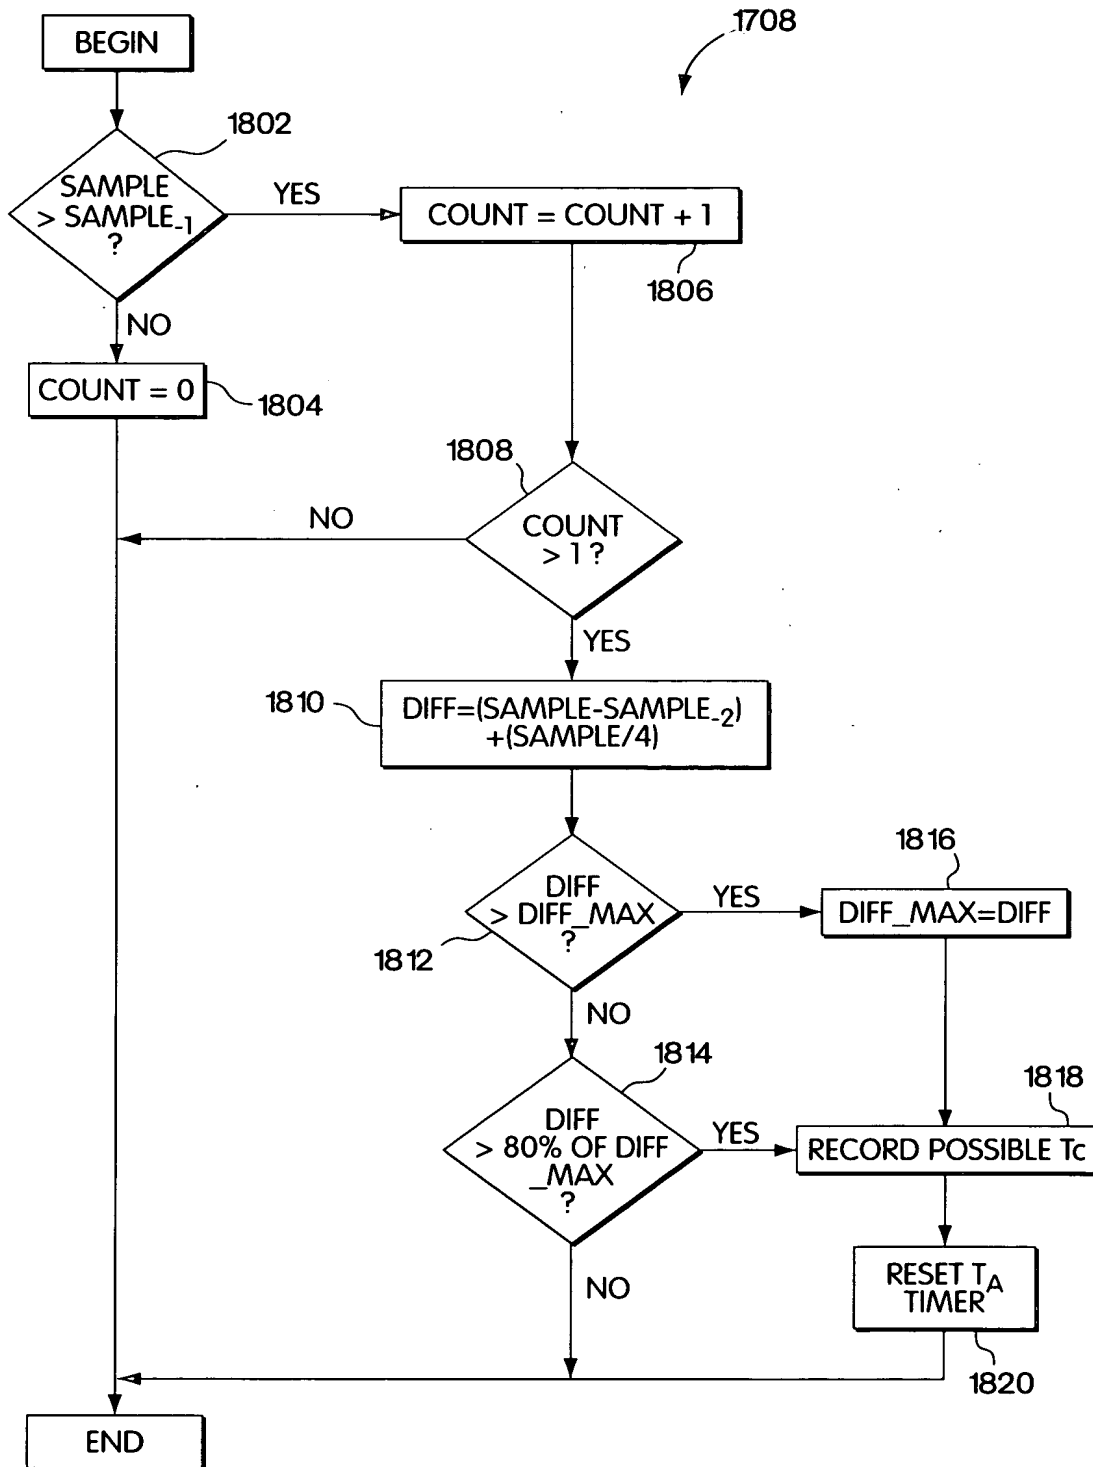 BEGIN
1708
1802
SAMPLE
> SAMPLE₋₁
?
YES
COUNT = COUNT + 1
1806
NO
COUNT = 0
1804
1808
COUNT
> 1 ?
NO
YES
1810
DIFF=(SAMPLE-SAMPLE₋₂)
+(SAMPLE/4)
1816
DIFF
> DIFF_MAX
?
YES
DIFF_MAX=DIFF
1812
NO
1814
1818
DIFF
> 80% OF DIFF
_MAX
?
YES
RECORD POSSIBLE Tc
NO
RESET T_A
TIMER
1820
END